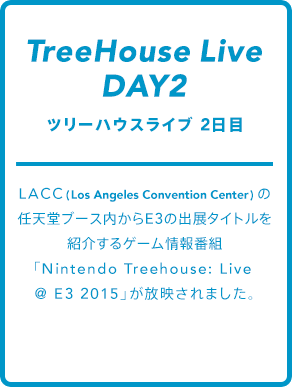 TreeHouse Live
DAY2
ツリーハウスライブ 2日目
LACC(Los Angeles Convention Center)の
任天堂ブース内からE3の出展タイトルを
紹介するゲーム情報番組
「Nintendo Treehouse: Live
@ E3 2015」が放映されました。